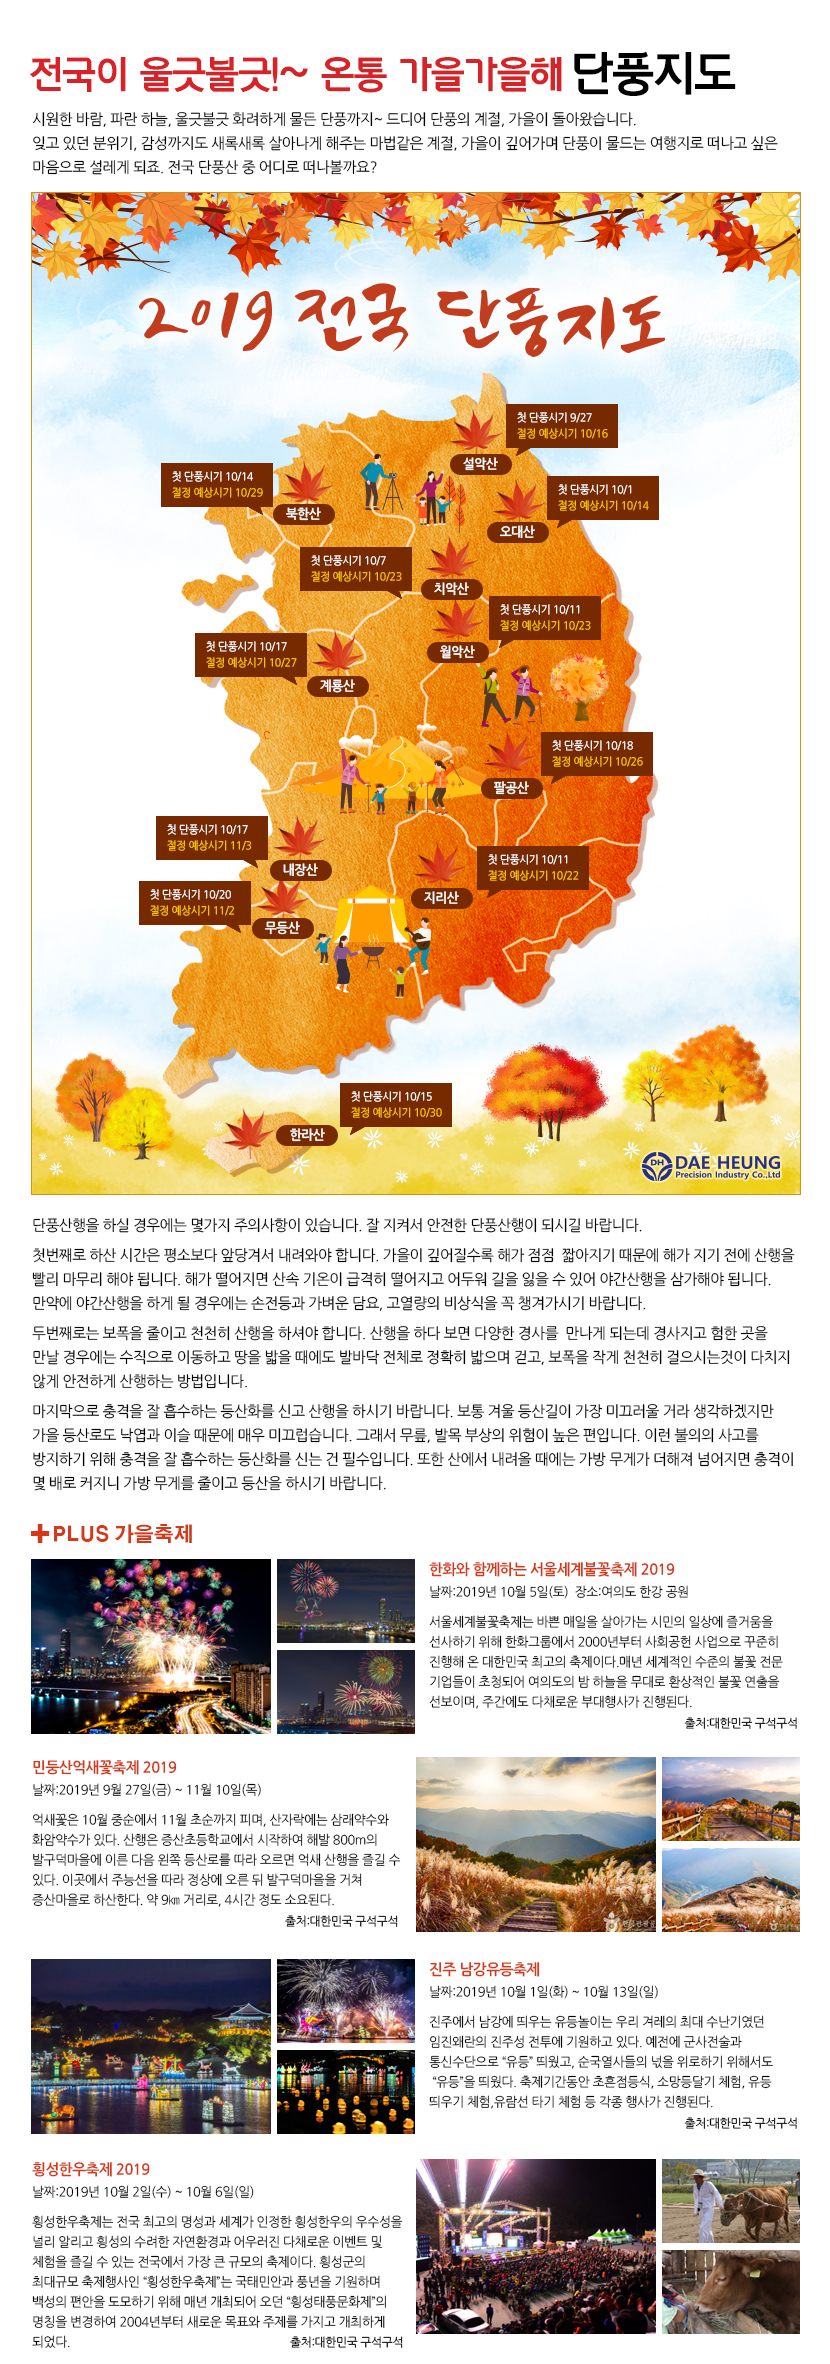 전국이 울긋불긋!~ 온통 가을가을해 단풍지도
시원한 바람, 파란 하늘, 울긋불긋 화려하게 물든 단풍까지~ 드디어 단풍의 계절, 가을이 돌아왔습니다.
잊고 있던 분위기, 감성까지도 새록새록 살아나게 해주는 마법같은 계절, 가을이 깊어가며 단풍이 물드는 여행지로 떠나고 싶은
마음으로 설레게 되죠. 전국 단풍산 중 어디로 떠나볼까요?
2019 전국 단풍지도
첫 단풍시기 9/27
절정 예상시기 10/16
설악산
첫 단풍시기 10/14
절정 예상시기 10/29
북한산
첫 단풍시기 10/1
절정 예상시기 10/14
오대산
첫 단풍시기 10/7
절정 예상시기 10/23
치악산
첫 단풍시기 10/11
절정 예상시기 10/23
월악산
첫 단풍시기 10/17
절정 예상시기 10/27
계룡산
첫 단풍시기 10/18
절정 예상시기 10/26
팔공산
첫 단풍시기 10/17
절정 예상시기 11/3
내장산
첫 단풍시기 10/11
절정 예상시기 10/22
지리산
첫 단풍시기 10/20
절정 예상시기 11/2
무등산
첫 단풍시기 10/15
절정 예상시기 10/30
한라산
DH DAE HEUNG
Precision Industry Co.,Ltd
단풍산행을 하실 경우에는 몇가지 주의사항이 있습니다. 잘 지켜서 안전한 단풍산행이 되시길 바랍니다.
첫번째로 하산 시간은 평소보다 앞당겨서 내려와야 합니다. 가을이 깊어질수록 해가 점점 짧아지기 때문에 해가 지기 전에 산행을
빨리 마무리 해야 됩니다. 해가 떨어지면 산속 기온이 급격히 떨어지고 어두워 길을 잃을 수 있어 야간산행을 삼가해야 됩니다.
만약에 야간산행을 하게 될 경우에는 손전등과 가벼운 담요, 고열량의 비상식을 꼭 챙겨가시기 바랍니다.
두번째로는 보폭을 줄이고 천천히 산행을 하셔야 합니다. 산행을 하다 보면 다양한 경사를 만나게 되는데 경사지고 험한 곳을
만날 경우에는 수직으로 이동하고 땅을 밟을 때에도 발바닥 전체로 정확히 밟으며 걷고, 보폭을 작게 천천히 걸으시는것이 다치지
않게 안전하게 산행하는 방법입니다.
마지막으로 충격을 잘 흡수하는 등산화를 신고 산행을 하시기 바랍니다. 보통 겨울 등산길이 가장 미끄러울 거라 생각하겠지만
가을 등산로도 낙엽과 이슬 때문에 매우 미끄럽습니다. 그래서 무릎, 발목 부상의 위험이 높은 편입니다. 이런 불의의 사고를
방지하기 위해 충격을 잘 흡수하는 등산화를 신는 건 필수입니다. 또한 산에서 내려올 때에는 가방 무게가 더해져 넘어지면 충격이
몇 배로 커지니 가방 무게를 줄이고 등산을 하시기 바랍니다.
+PLUS 가을축제
한화와 함께하는 서울세계불꽃축제 2019
날짜:2019년 10월 5일(토) 장소:여의도 한강 공원
서울세계불꽃축제는 바쁜 매일을 살아가는 시민의 일상에 즐거움을
선사하기 위해 한화그룹에서 2000년부터 사회공헌 사업으로 꾸준히
진행해 온 대한민국 최고의 축제이다.매년 세계적인 수준의 불꽃 전문
기업들이 초청되어 여의도의 밤 하늘을 무대로 환상적인 불꽃 연출을
선보이며, 주간에도 다채로운 부대행사가 진행된다.
출처:대한민국 구석구석
민둥산억새꽃축제 2019
날짜:2019년 9월 27일(금) ~ 11월 10일(목)
억새꽃은 10월 중순에서 11월 초순까지 피며, 산자락에는 삼래약수와
화암약수가 있다. 산행은 증산초등학교에서 시작하여 해발 800m의
발구덕마을에 이른 다음 왼쪽 등산로를 따라 오르면 억새 산행을 즐길 수
있다. 이곳에서 주능선을 따라 정상에 오른 뒤 발구덕마을을 거쳐
증산마을로 하산한다. 약 9㎞ 거리로, 4시간 정도 소요된다.
출처:대한민국 구석구석
진주 남강유등축제
날짜:2019년 10월 1일(화) ~ 10월 13일(일)
진주에서 남강에 띄우는 유등놀이는 우리 겨레의 최대 수난기였던
임진왜란의 진주성 전투에 기원하고 있다. 예전에 군사전술과
통신수단으로 “유등” 띄웠고, 순국열사들의 넋을 위로하기 위해서도
“유등”을 띄웠다. 축제기간동안 초혼점등식, 소망등달기 체험, 유등
띄우기 체험,유람선 타기 체험 등 각종 행사가 진행된다.
출처:대한민국 구석구석
횡성한우축제 2019
날짜:2019년 10월 2일(수) ~ 10월 6일(일)
횡성한우축제는 전국 최고의 명성과 세계가 인정한 횡성한우의 우수성을
널리 알리고 횡성의 수려한 자연환경과 어우러진 다채로운 이벤트 및
체험을 즐길 수 있는 전국에서 가장 큰 규모의 축제이다. 횡성군의
최대규모 축제행사인 “횡성한우축제”는 국태민안과 풍년을 기원하며
백성의 편안을 도모하기 위해 매년 개최되어 오던 “횡성태풍문화제”의
명칭을 변경하여 2004년부터 새로운 목표와 주제를 가지고 개최하게
되었다.
출처:대한민국 구석구석